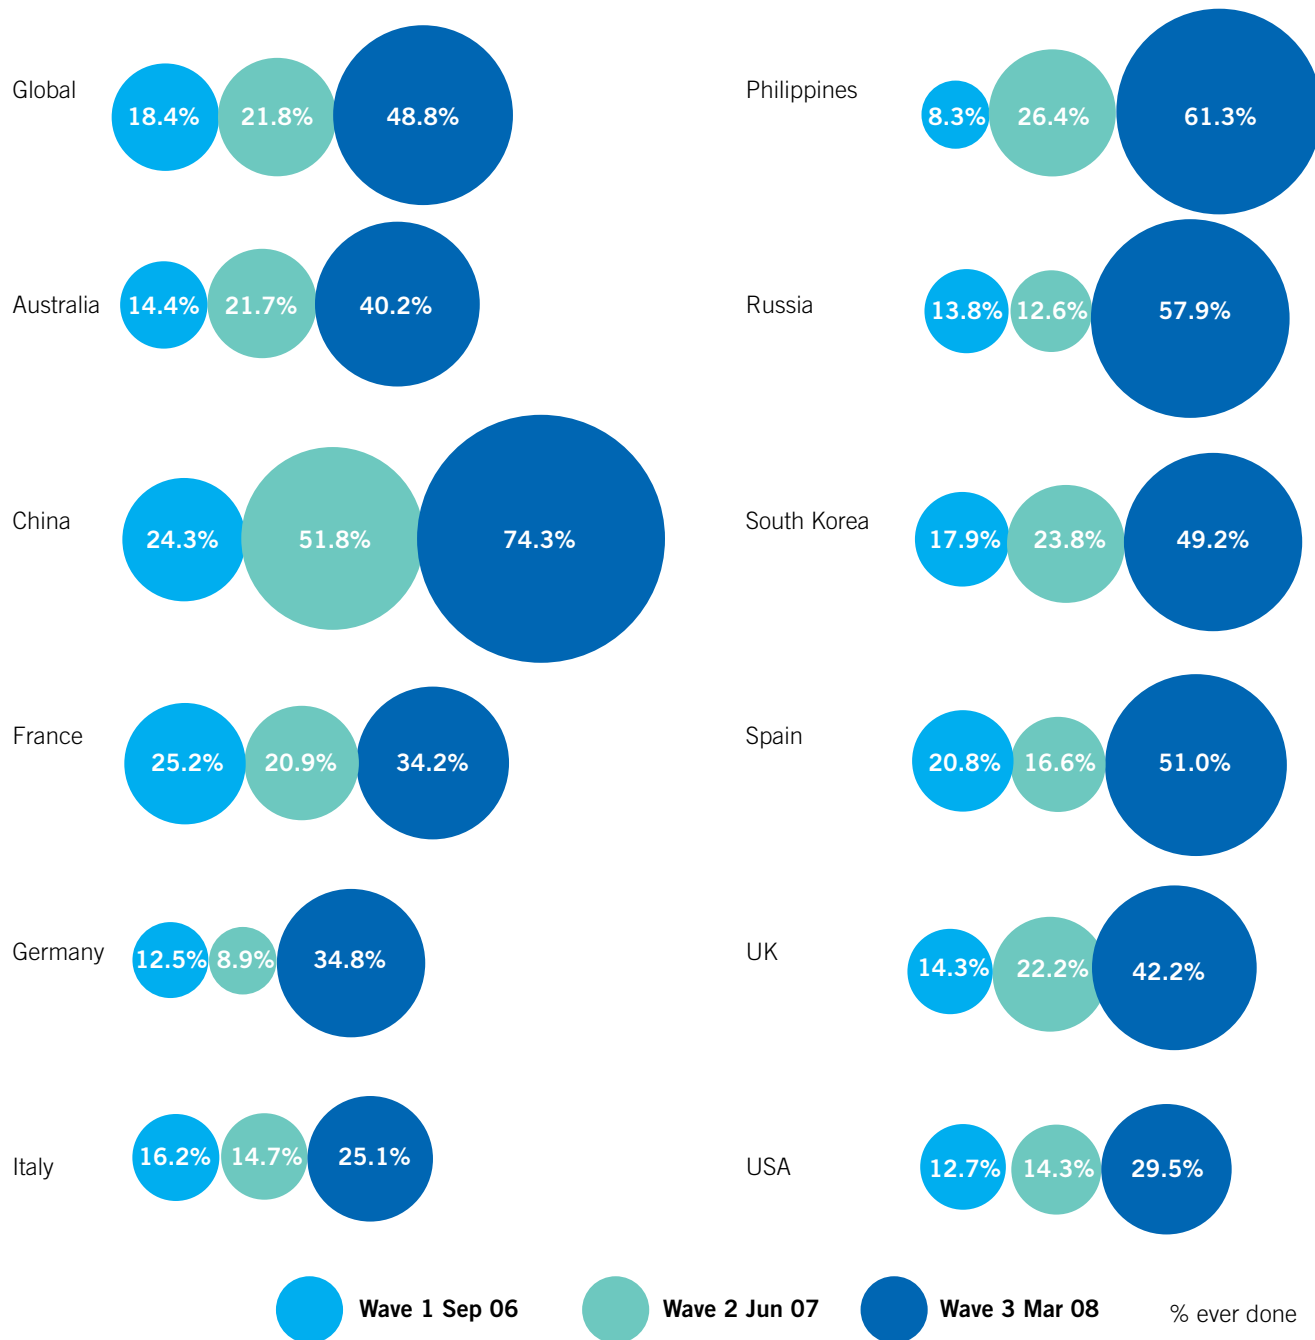 Global
18.4% 21.8% 48.8%
Australia
14.4% 21.7% 40.2%
China
24.3% 51.8% 74.3%
France
25.2% 20.9% 34.2%
Germany
12.5% 8.9% 34.8%
Italy
16.2% 14.7% 25.1%
Philippines
8.3% 26.4% 61.3%
Russia
13.8% 12.6% 57.9%
South Korea
17.9% 23.8% 49.2%
Spain
20.8% 16.6% 51.0%
UK
14.3% 22.2% 42.2%
USA
12.7% 14.3% 29.5%
Wave 1 Sep 06 Wave 2 Jun 07 Wave 3 Mar 08 % ever done